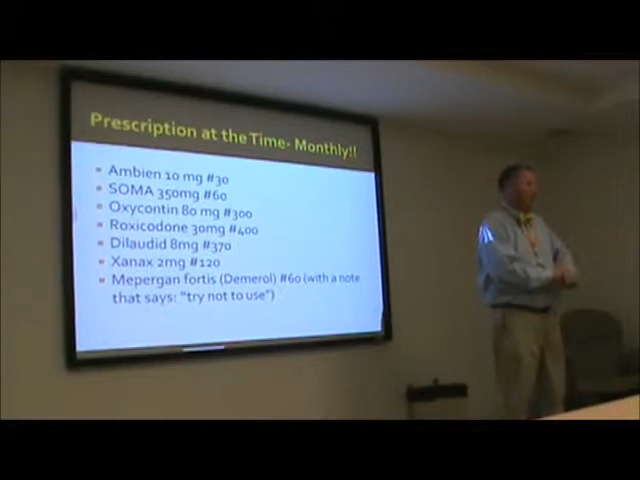 Prescription at the Time- Monthly!!
Ambien 10 mg #30
SOMA 350mg #60
Oxycontin 80 mg #300
Roxicodone 30mg #400
Dilaudid 8mg #370
Xanax 2mg #120
Mepergan fortis (Demerol) #60 (with a note
that says: "try not to use")